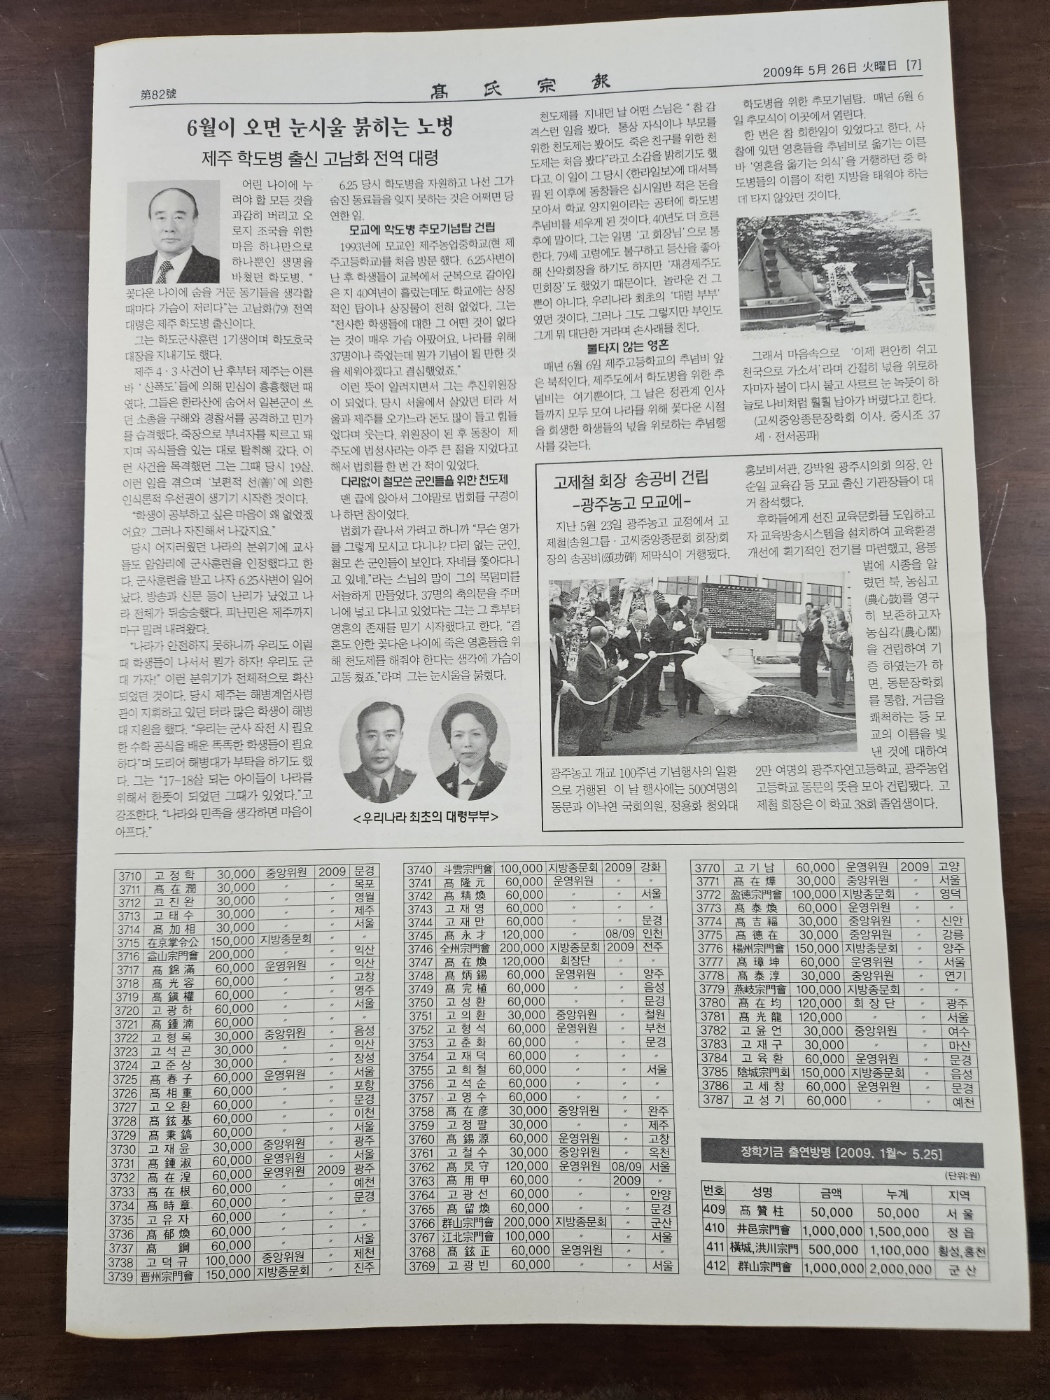 第82號
高氏宗報
2009年 5月 26日 火曜日 [7]
6월이 오면 눈시울 붉히는 노병
제주 학도병 출신 고남화 전역 대령
어린 나이에 누
려야 할 모든 것을
과감히 버리고 오
로지 조국을 위한
마음 하나만으로
하나뿐인 생명을
바쳤던 학도병. "
꽃다운 나이에 숨을 거둔 동기들을 생각할
때마다 가슴이 저리다"는 고남화(79) 전역
대령은 제주 학도병 출신이다.
그는 학도군사훈련 1기생이며 학도호국
대장을 지내기도 했다.
제주 4·3사건이 난 후부터 제주는 이른
바 '산폭도'들에 의해 민심이 흉흉했던 때
였다. 그들은 한라산에 숨어서 일본군이 쓰
던 소총을 구해와 경찰서를 공격하고 민가
를 습격했다. 죽창으로 부녀자를 찌르고 돼
지며 곡식들을 있는 대로 탈취해 갔다. 이
런 사건을 목격했던 그는 그때 당시 19살.
이런 일을 겪으며 '보편적 선(善)'에 의한
인식론적 우선권이 생기기 시작한 것이다.
"학생이 공부하고 싶은 마음이 왜 없었겠
어요? 그러나 자진해서 나갔지요."
당시 어지러웠던 나라의 분위기에 교사
들도 암암리에 군사훈련을 인정했다고 한
다. 군사훈련을 받고 나자 6.25사변이 일어
났다. 방송과 신문 등이 난리가 났었고 나
라 전체가 뒤숭숭했다. 피난민은 제주까지
마구 밀려 내려왔다.
"나라가 안전하지 못하니까 우리도 어릴
때 학생들이 나서서 뭔가 하자! 우리도 군
대 가자!" 이런 분위기가 전체적으로 확산
되었던 것이다. 당시 제주는 해병계엄사령
관이 지휘하고 있던 터라 많은 학생이 해병
대 지원을 했다. "우리는 군사 작전 시 필요
한 수학 공식을 배운 똑똑한 학생들이 필요
하다"며 도리어 해병대가 부탁을 하기도 했
다. 그는 "17-18살 되는 아이들이 나라를
위해서 한뜻이 되었던 그때가 있었다."고
강조한다. "나라와 민족을 생각하면 마음이
아프다."
6.25 당시 학도병을 자원하고 나선 그가
숨진 동료들을 잊지 못하는 것은 어쩌면 당
연한 일.
모교에 학도병 추모기념탑 건립
1993년에 모교인 제주농업중학교(현 제
주고등학교)를 처음 방문 했다. 6.25사변이
난 후 학생들이 교복에서 군복으로 갈아입
은 지 40여년이 흘렀는데도 학교에는 상징
적인 탑이나 상징물이 전혀 없었다. 그는
"전사한 학생들에 대한 그 어떤 것이 없다
는 것이 매우 가슴 아팠어요. 나라를 위해
37명이나 죽었는데 뭔가 기념이 될 만한 것
을 세워야겠다고 결심했었죠."
이런 뜻이 알려지면서 그는 추진위원장
이 되었다. 당시 서울에서 살았던 터라 서
울과 제주를 오가느라 돈도 많이 들고 힘들
었다며 웃는다. 위원장이 된 후 동창이 제
주도에 법성사라는 아주 큰 절을 지었다고
해서 법회를 한 번 간 적이 있었다.
다리없이 철모쓴 군인들을 위한 천도제
맨 끝에 앉아서 그야말로 법회를 구경이
나 하던 참이었다.
법회가 끝나서 가려고 하니까 "무슨 영가
를 그렇게 모시고 다니냐? 다리 없는 군인,
철모 쓴 군인들이 보인다. 자네를 쫓아다니
고 있네."라는 스님의 말이 그의 목덜미를
서늘하게 만들었다. 37명의 축의문을 주머
니에 넣고 다니고 있었다는 그는 그 후부터
영혼의 존재를 믿기 시작했다고 한다. "결
혼도 안한 꽃다운 나이에 죽은 영혼들을 위
해 천도제를 해줘야 한다는 생각에 가슴이
고동 쳤죠."라며 그는 눈시울을 붉혔다.
<우리나라 최초의 대령부부>
천도제를 지내던 날 어떤 스님은 " 참 감
격스런 일을 봤다. 통상 자식이나 부모를
위한 천도제는 봤어도 죽은 친구를 위한 천
도제는 처음 봤다"라고 소감을 밝히기도 했
다고. 이 일이 그 당시 <한라일보>에 대서특
필 된 이후에 동창들은 십시일반 적은 돈을
모아서 학교 양지원이라는 공터에 학도병
추념비를 세우게 된 것이다. 40년도 더 흐른
후에 말이다. 그는 일명 '고 회장님'으로 통
한다. 79세 고령에도 불구하고 등산을 좋아
해 산악회장을 하기도 하지만 '재경제주도
민회장'도 했었기 때문이다. 놀라운 건 그
뿐이 아니다. 우리나라 최초의 '대령 부부'
였던 것이다. 그러나 그도 그렇지만 부인도
그게 뭐 대단한 거라며 손사래를 친다.
불타지 않는 영혼
매년 6월 6일 제주고등학교의 추념비 앞
은 북적인다. 제주도에서 학도병을 위한 추
념비는 여기뿐이다. 그 날은 정관계 인사
들까지 모두 모여 나라를 위해 꽃다운 시절
을 희생한 학생들의 넋을 위로하는 추념행
사를 갖는다.
학도병을 위한 추모기념탑. 매년 6월 6
일 추모식이 이곳에서 열린다.
한 번은 참 희한일이 있었다고 한다. 사
찰에 있던 영혼들을 추념비로 옮기는 이른
바 '영혼을 옮기는 의식'을 거행하던 중 학
도병들의 이름이 적힌 지방을 태워야 하는
데 타지 않았던 것이다.
그래서 마음속으로 '이제 편안히 쉬고
천국으로 가소서'라며 간절히 넋을 위로하
자마자 불이 다시 붙고 사르르 눈 녹듯이 하
늘로 나비처럼 훨훨 날아가 버렸다고 한다.
(고씨중앙종문장학회 이사. 중시조 37
세·전서공파)
고제철 회장 송공비 건립
-광주농고 모교에-
지난 5월 23일 광주농고 교정에서 고
제철(송원그룹·고씨중앙종문회 회장)회
장의 송공비(頌功碑) 제막식이 거행됐다.
광주농고 개교 100주년 기념행사의 일환
으로 거행된 이 날 행사에는 500여명의
동문과 이낙연 국회의원, 정용화 청와대
홍보비서관, 강박원 광주시의회 의장, 안
순일 교육감 등 모교 출신 기관장들이 대
거 참석했다.
후학들에게 선진 교육문화를 도입하고
자 교육방송시스템을 설치하여 교육환경
개선에 획기적인 전기를 마련했고, 용봉
벌에 시종을 알
렸던 북, 농심고
(農心鼓)를 영구
히 보존하고자
농심각(農心閣)
을 건립하여 기
증 하였는가 하
면, 동문장학회
를 통합, 거금을
쾌척하는 등 모
교의 이름을 빛
낸 것에 대하여
2만 여명의 광주자연고등학교, 광주농업
고등학교 동문의 뜻을 모아 건립됐다. 고
제철 회장은 이 학교 38회 졸업생이다.
3710 고정학 30,000 중앙위원 2009 문경
3711 高在潤 30,000 〃 〃 목포
3712 고진완 30,000 〃 〃 영월
3713 고태수 30,000 〃 〃 제주
3714 高加相 30,000 〃 〃 서울
3715 在京掌令公 150,000 지방종문회 〃 〃
3716 益山宗門會 200,000 〃 〃 익산
3717 高錦滿 60,000 운영위원 〃 익산
3718 高光容 60,000 〃 〃 고창
3719 高鎭權 60,000 〃 〃 영주
3720 고광하 60,000 〃 〃 서울
3721 高鍾湳 60,000 〃 〃 〃
3722 고형목 30,000 중앙위원 〃 음성
3723 고석곤 30,000 〃 〃 익산
3724 고준상 30,000 〃 〃 장성
3725 高春子 60,000 운영위원 〃 서울
3726 高相重 60,000 〃 〃 포항
3727 고오환 60,000 〃 〃 문경
3728 高鉉基 60,000 〃 〃 이천
3729 高秉鎬 60,000 〃 〃 서울
3730 고재윤 30,000 중앙위원 〃 광주
3731 高鍾淑 60,000 운영위원 〃 서울
3732 高在涅 60,000 운영위원 2009 광주
3733 高在根 60,000 〃 〃 예천
3734 高時章 60,000 〃 〃 문경
3735 고유자 60,000 〃 〃 〃
3736 高郁煥 60,000 〃 〃 〃
3737 高鋼 60,000 〃 〃 서울
3738 고덕규 100,000 중앙위원 〃 제천
3739 晋州宗門會 150,000 지방종문회 〃 진주
3740 斗雲宗門會 100,000 지방종문회 2009 강화
3741 高隆元 60,000 운영위원 〃 〃
3742 高精煥 60,000 〃 〃 서울
3743 고재영 60,000 〃 〃 〃
3744 고재만 60,000 〃 〃 문경
3745 高永才 120,000 〃 08/09 인천
3746 全州宗門會 200,000 지방종문회 2009 전주
3747 高在煥 120,000 회장단 〃 〃
3748 高炳錫 60,000 운영위원 〃 양주
3749 高完植 60,000 〃 〃 음성
3750 고성환 60,000 〃 〃 문경
3751 고의환 30,000 중앙위원 〃 철원
3752 고형석 60,000 운영위원 〃 부천
3753 고춘화 60,000 〃 〃 문경
3754 고재덕 60,000 〃 〃 〃
3755 고희철 60,000 〃 〃 서울
3756 고석순 60,000 〃 〃 〃
3757 고영수 60,000 〃 〃 〃
3758 高在彦 30,000 중앙위원 〃 완주
3759 고정팔 30,000 〃 〃 제주
3760 高錫源 60,000 운영위원 〃 고창
3761 고철수 30,000 중앙위원 〃 옥천
3762 高炅守 120,000 운영위원 08/09 서울
3763 高用甲 60,000 〃 2009 〃
3764 고광선 60,000 〃 〃 안양
3765 高留煥 60,000 〃 〃 문경
3766 群山宗門會 200,000 지방종문회 〃 군산
3767 江北宗門會 100,000 〃 〃 서울
3768 高鉉正 60,000 운영위원 〃 〃
3769 고광빈 60,000 〃 〃 서울
3770 고기남 60,000 운영위원 2009 고양
3771 高在燁 30,000 중앙위원 〃 서울
3772 盈德宗門會 100,000 지방종문회 〃 영덕
3773 高泰煥 60,000 운영위원 〃 〃
3774 高吉福 30,000 중앙위원 〃 신안
3775 高德在 30,000 〃 〃 강릉
3776 楊州宗門會 150,000 지방종문회 〃 양주
3777 高璋坤 60,000 운영위원 〃 서울
3778 高泰淳 30,000 중앙위원 〃 연기
3779 燕岐宗門會 100,000 지방종문회 〃 〃
3780 高在均 120,000 회장단 〃 광주
3781 高光龍 120,000 〃 〃 서울
3782 고윤언 30,000 중앙위원 〃 여수
3783 고재구 30,000 〃 〃 마산
3784 高育煥 60,000 운영위원 〃 문경
3785 陰城宗門會 150,000 지방종문회 〃 음성
3786 고세창 60,000 운영위원 〃 문경
3787 고성기 60,000 〃 〃 예천
장학기금 출연방명 [2009. 1월~ 5.25]
(단위:원)
번호 성명 금액 누계 지역
409 高贊柱 50,000 50,000 서울
410 井邑宗門會 1,000,000 1,500,000 정읍
411 橫城,洪川宗門 500,000 1,100,000 횡성,홍천
412 群山宗門會 1,000,000 2,000,000 군산